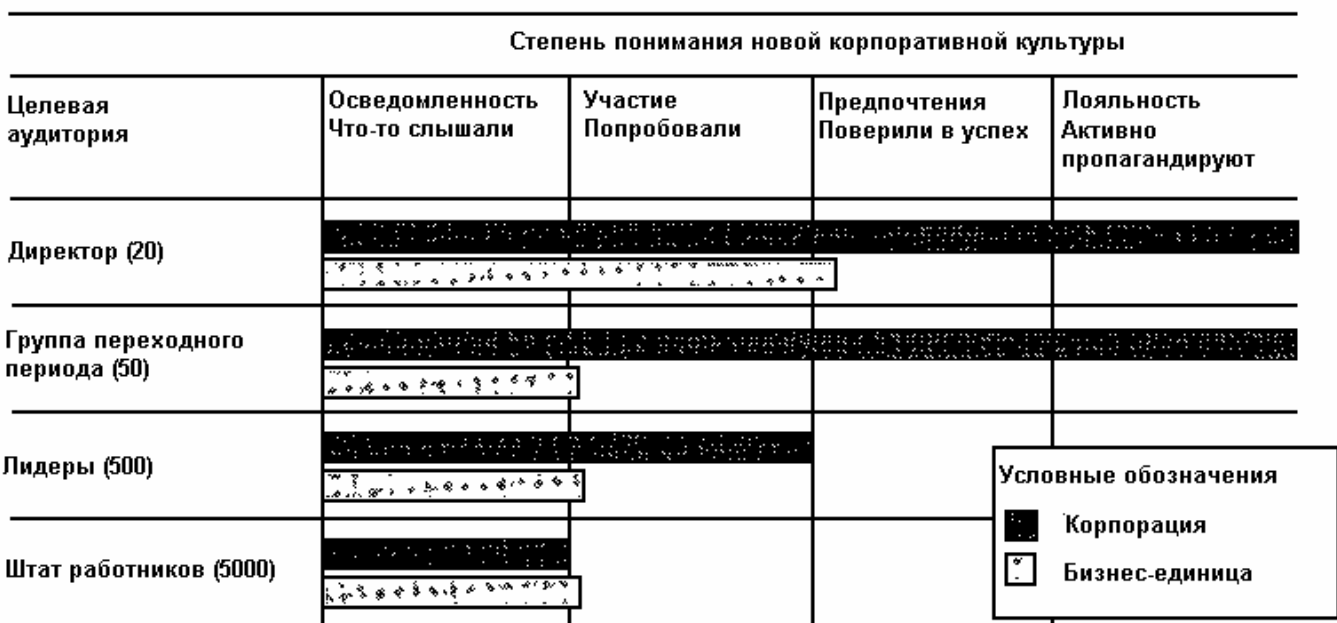 Степень понимания новой корпоративной культуры
Целевая
аудитория
Осведомленность
Что-то слышали
Участие
Попробовали
Предпочтения
Поверили в успех
Лояльность
Активно
пропагандируют
Директор (20)
Группа переходного
периода (50)
Лидеры (500)
Штат работников (5000)
Условные обозначения
Корпорация
Бизнес-единица